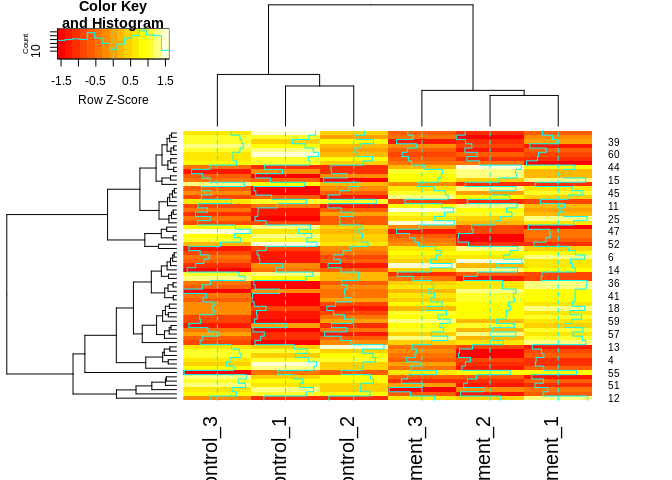 Color Key
and Histogram
Count
10
-1.5 -0.5 0.5 1.5
Row Z-Score
39
60
44
15
45
11
25
47
52
6
14
36
41
18
59
57
13
4
55
51
12
ontrol_3
ontrol_1
ontrol_2
ment_3
ment_2
ment_1